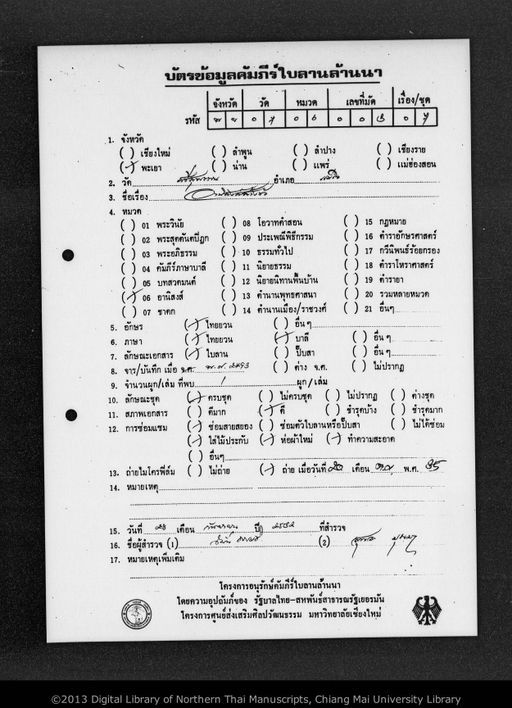 บัตรข้อมูลคัมภีร์ใบลานล้านนา
จังหวัด วัด หมวด เลขที่มัด เรื่อง/ชุด
รหัส
1. จังหวัด
( ) เชียงใหม่ ( ) ลำพูน ( ) ลำปาง ( ) เชียงราย
(/) พะเยา ( ) น่าน ( ) แพร่ ( ) แม่ฮ่องสอน
2. วัด อำเภอ
3. ชื่อเรื่อง
4. หมวด
( ) 01 พระวินัย ( ) 08 โอวาทคำสอน ( ) 15 กฎหมาย
( ) 02 พระสุตตันตปิฎก ( ) 09 ประเพณีพิธีกรรม ( ) 16 ตำราอักษรศาสตร์
( ) 03 พระอภิธรรม ( ) 10 ธรรมทั่วไป ( ) 17 กวีนิพนธ์ร้อยกรอง
( ) 04 คัมภีร์ภาษาบาลี ( ) 11 นิยายธรรม ( ) 18 ตำราโหราศาสตร์
( ) 05 บทสวดมนต์ ( ) 12 นิยายนิทานพื้นบ้าน ( ) 19 ตำรายา
(/) 06 อานิสงส์ ( ) 13 ตำนานพุทธศาสนา ( ) 20 รวมหลายหมวด
( ) 07 ชาดก ( ) 14 ตำนานเมือง/ราชวงศ์ ( ) 21 อื่นๆ
5. อักษร (/) ไทยยวน ( ) อื่นๆ
6. ภาษา (/) ไทยยวน (/) บาลี ( ) อื่นๆ
7. ลักษณะเอกสาร (/) ใบลาน ( ) ปั๊บสา ( ) อื่นๆ
8. จาร/บันทึก เมื่อ จ.ศ. พ.ศ. 2493 ( ) ต่าง จ.ศ. ( ) ไม่ปรากฏ
9. จำนวนผูก/เล่ม ที่พบ 1 ผูก/เล่ม
10. ลักษณะชุด (/) ครบชุด ( ) ไม่ครบชุด ( ) ไม่ปรากฏ ( ) ต่างชุด
11. สภาพเอกสาร ( ) ดีมาก (/) ดี ( ) ชำรุดบ้าง ( ) ชำรุดมาก
12. การซ่อมแซม (/) ซ่อมสายสยอง ( ) ซ่อมตัวใบลานหรือปั๊บสา ( ) ไม่ได้ซ่อม
(/) ใส่ไม้ประกับ (/) ห่อผ้าใหม่ (/) ทำความสะอาด
( ) อื่นๆ
13. ถ่ายไมโครฟิล์ม ( ) ไม่ถ่าย (/) ถ่าย เมื่อวันที่ 20 เดือน พ.ศ. 35
14. หมายเหตุ
15. วันที่ 28 เดือน กันยายน ปี 2532 ที่สำรวจ
16. ชื่อผู้สำรวจ (1) (2)
17. หมายเหตุเพิ่มเติม
โครงการอนุรักษ์คัมภีร์ใบลานล้านนา
โดยความอุปถัมภ์ของ รัฐบาลไทย-สหพันธ์สาธารณรัฐเยอรมัน
โครงการศูนย์ส่งเสริมศิลปวัฒนธรรม มหาวิทยาลัยเชียงใหม่
©2013 Digital Library of Northern Thai Manuscripts, Chiang Mai University Library